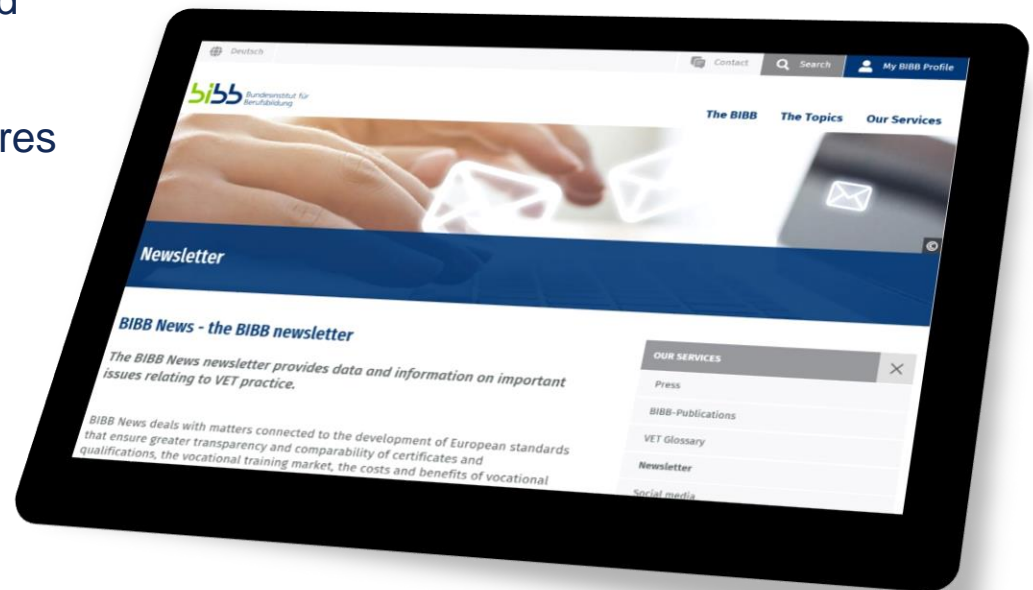 res
Deutsch
Contact
Search
My BIBB Profile
bibb Bundesinstitut für
Berufsbildung
The BIBB The Topics Our Services
©
Newsletter
BIBB News - the BIBB newsletter
The BIBB News newsletter provides data and information on important
issues relating to VET practice.
BIBB News deals with matters connected to the development of European standards
that ensure greater transparency and comparability of certificates and
qualifications, the vocational training market, the costs and benefits of vocational
OUR SERVICES
Press
BIBB-Publications
VET Glossary
Newsletter
Social media